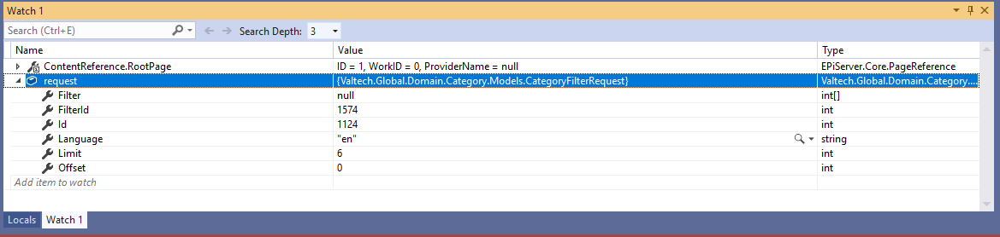 Watch 1
Search (Ctrl+E) Search Depth: 3
Name Value Type
ContentReference.RootPage ID = 1, WorkID = 0, ProviderName = null EPiServer.Core.PageReference
request {Valtech.Global.Domain.Category.Models.CategoryFilterRequest} Valtech.Global.Domain.Category....
Filter null int[]
FilterId 1574 int
Id 1124 int
Language "en" string
Limit 6 int
Offset 0 int
Add item to watch
Locals Watch 1